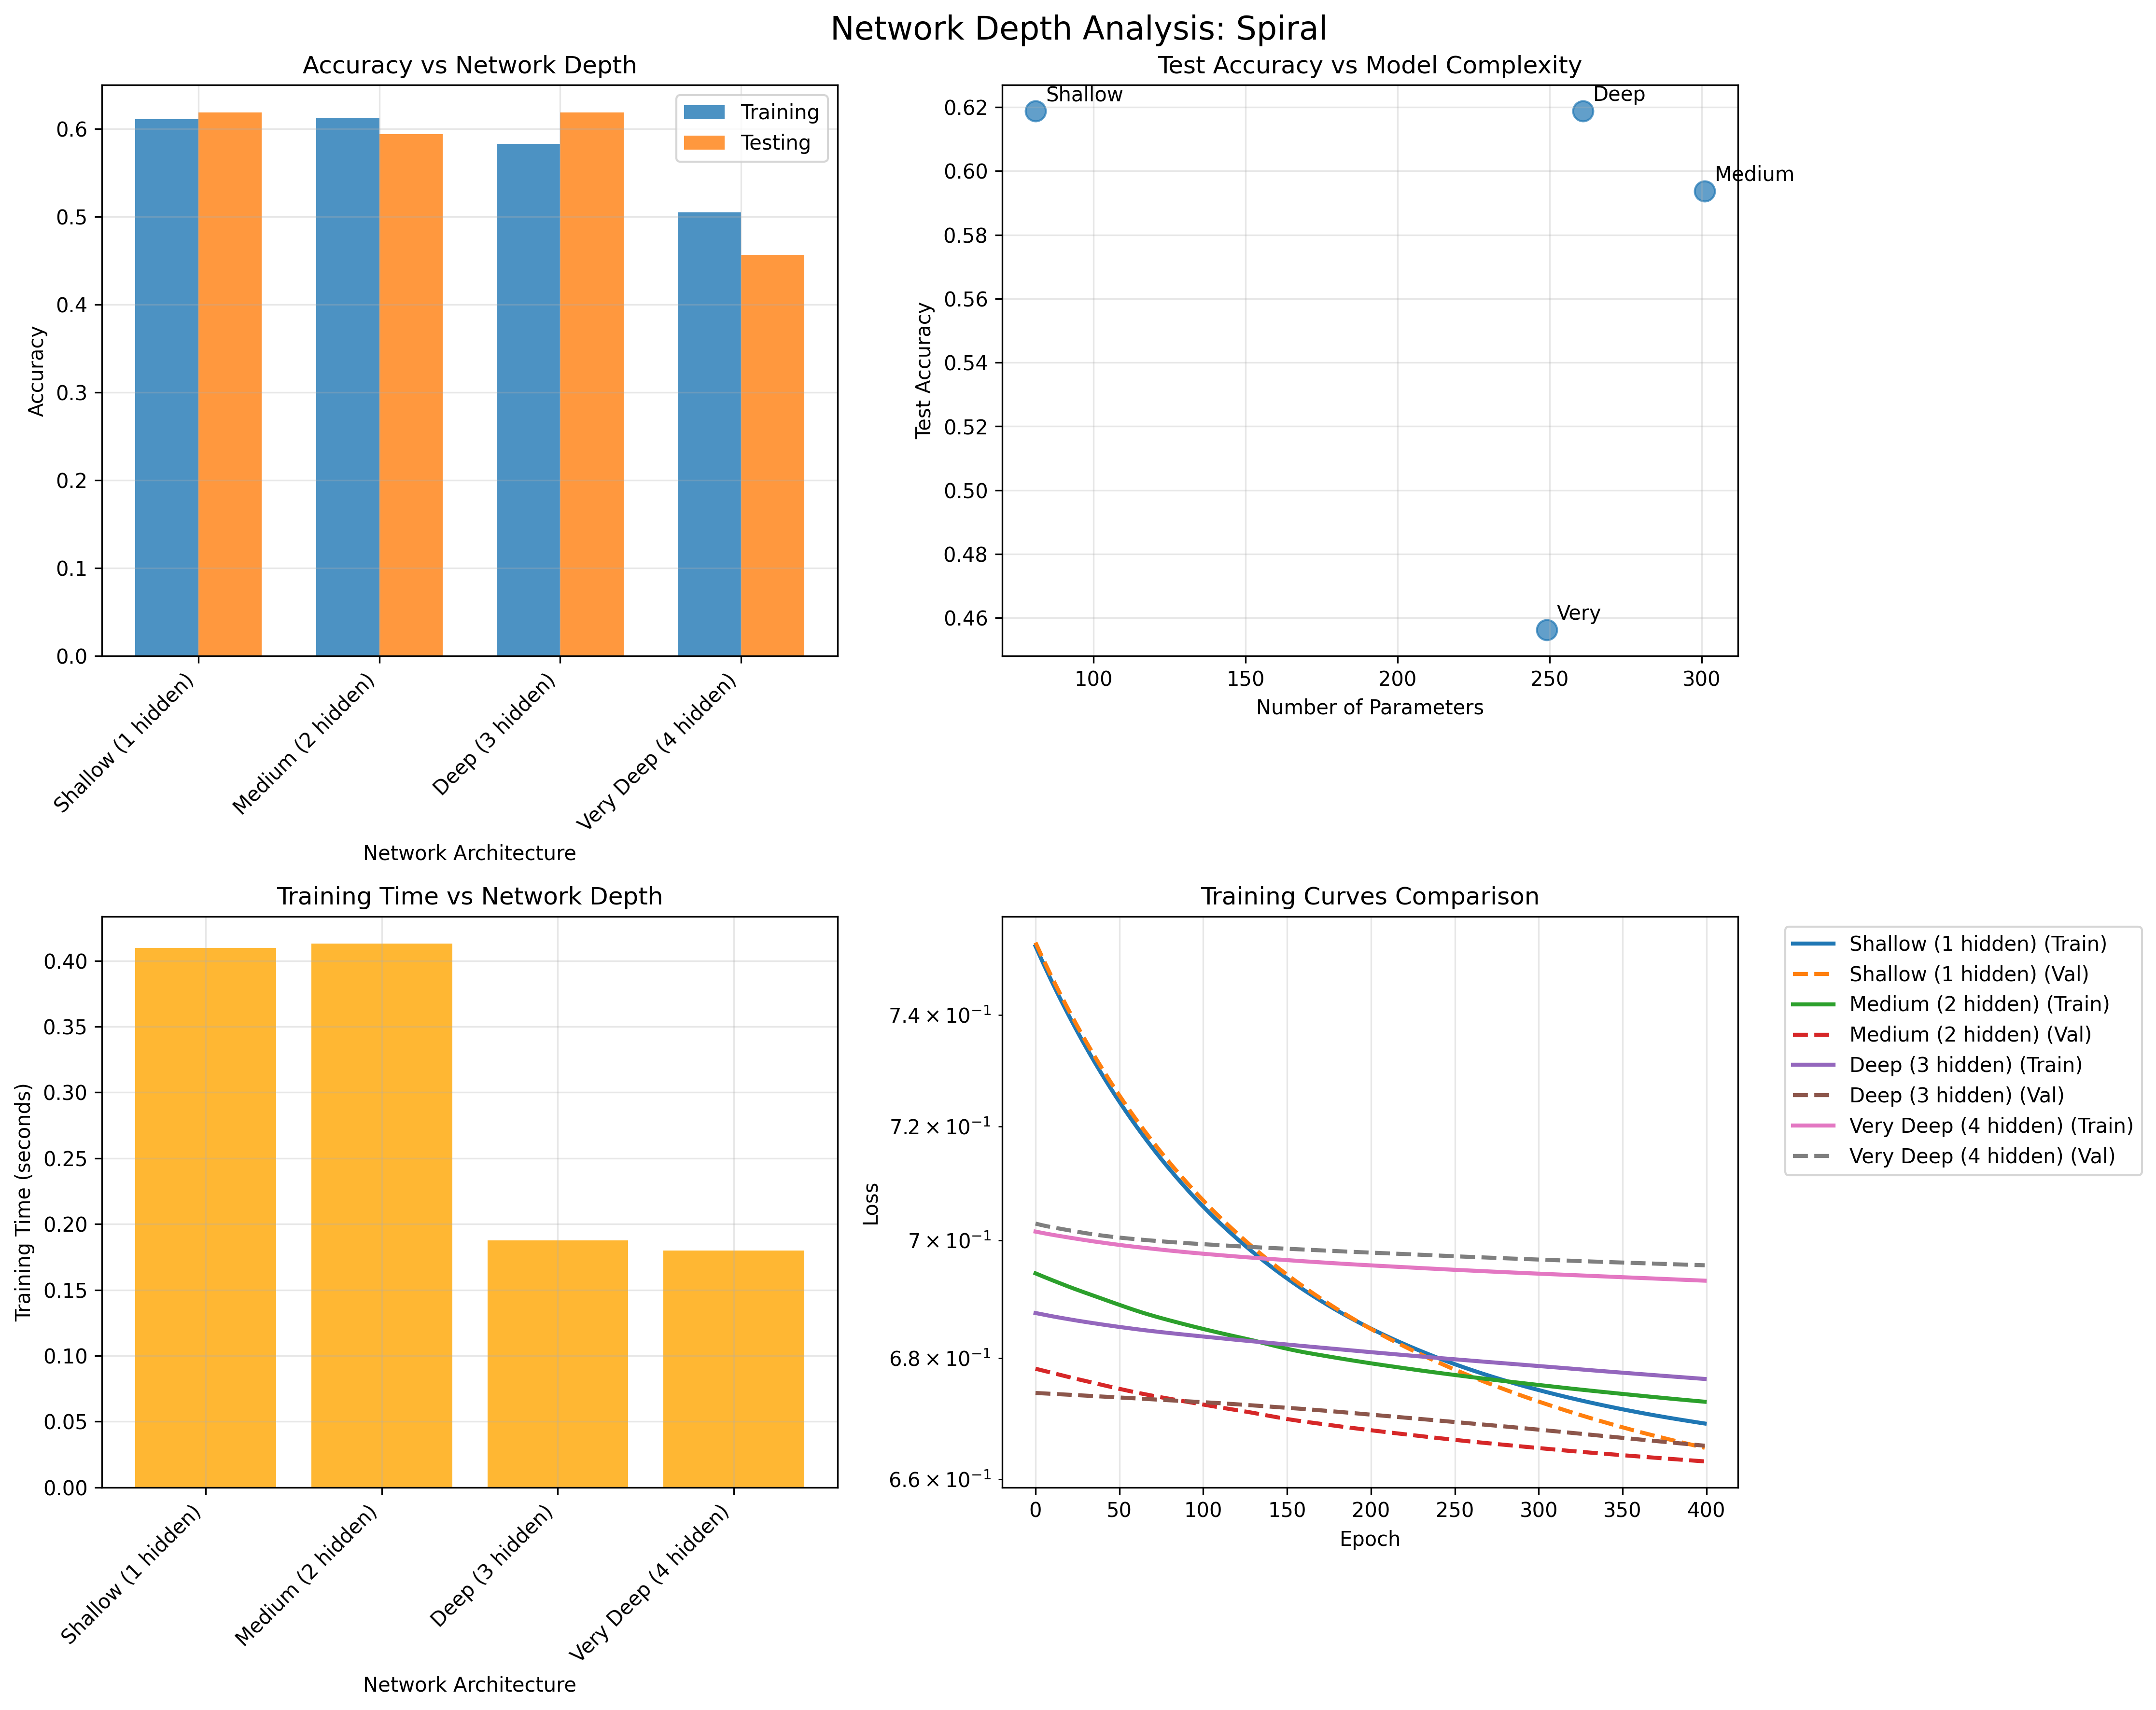 Network Depth Analysis: Spiral
Accuracy vs Network Depth
Training
Testing
Accuracy
0.6
0.5
0.4
0.3
0.2
0.1
0.0
Shallow (1 hidden)
Medium (2 hidden)
Deep (3 hidden)
Very Deep (4 hidden)
Network Architecture
Test Accuracy vs Model Complexity
Shallow
Deep
Medium
Very
Test Accuracy
0.62
0.60
0.58
0.56
0.54
0.52
0.50
0.48
0.46
100 150 200 250 300
Number of Parameters
Training Time vs Network Depth
Training Time (seconds)
0.40
0.35
0.30
0.25
0.20
0.15
0.10
0.05
0.00
Shallow (1 hidden)
Medium (2 hidden)
Deep (3 hidden)
Very Deep (4 hidden)
Network Architecture
Training Curves Comparison
Loss
7.4 × 10⁻¹
7.2 × 10⁻¹
7 × 10⁻¹
6.8 × 10⁻¹
6.6 × 10⁻¹
0 50 100 150 200 250 300 350 400
Epoch
Shallow (1 hidden) (Train)
Shallow (1 hidden) (Val)
Medium (2 hidden) (Train)
Medium (2 hidden) (Val)
Deep (3 hidden) (Train)
Deep (3 hidden) (Val)
Very Deep (4 hidden) (Train)
Very Deep (4 hidden) (Val)